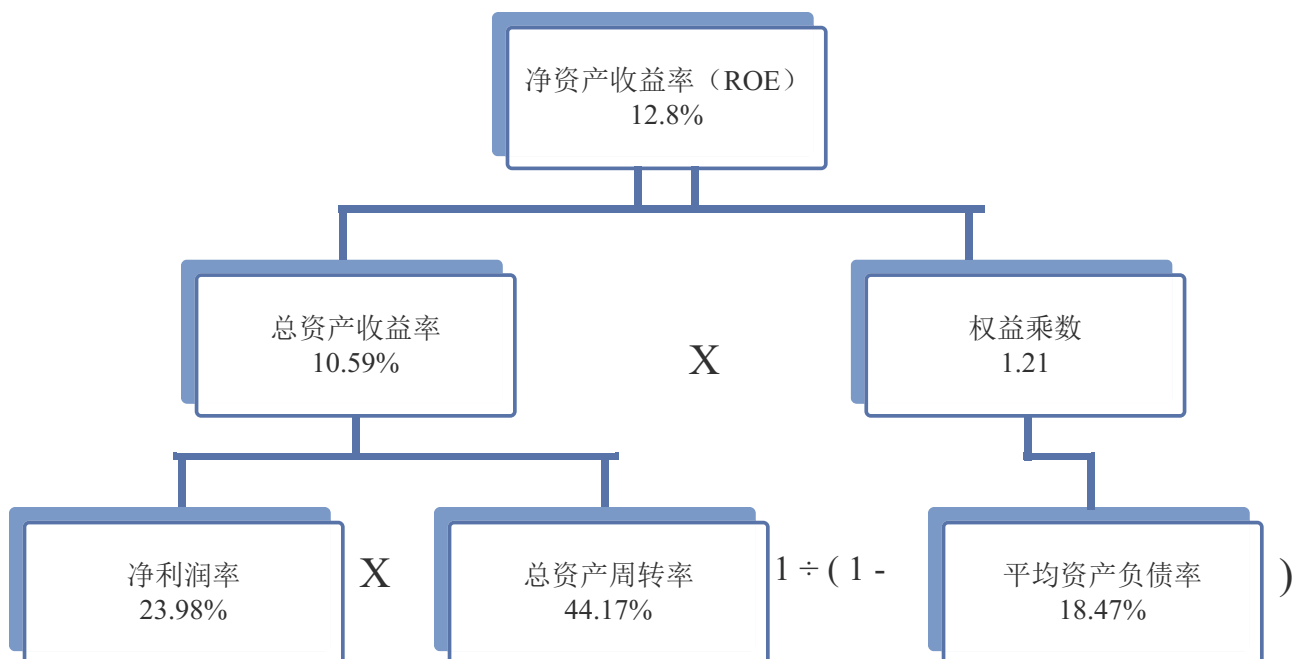 净资产收益率（ROE）
12.8%
总资产收益率
10.59%
X
权益乘数
1.21
净利润率
23.98%
X
总资产周转率
44.17%
1 ÷ ( 1 -
平均资产负债率
18.47%
)